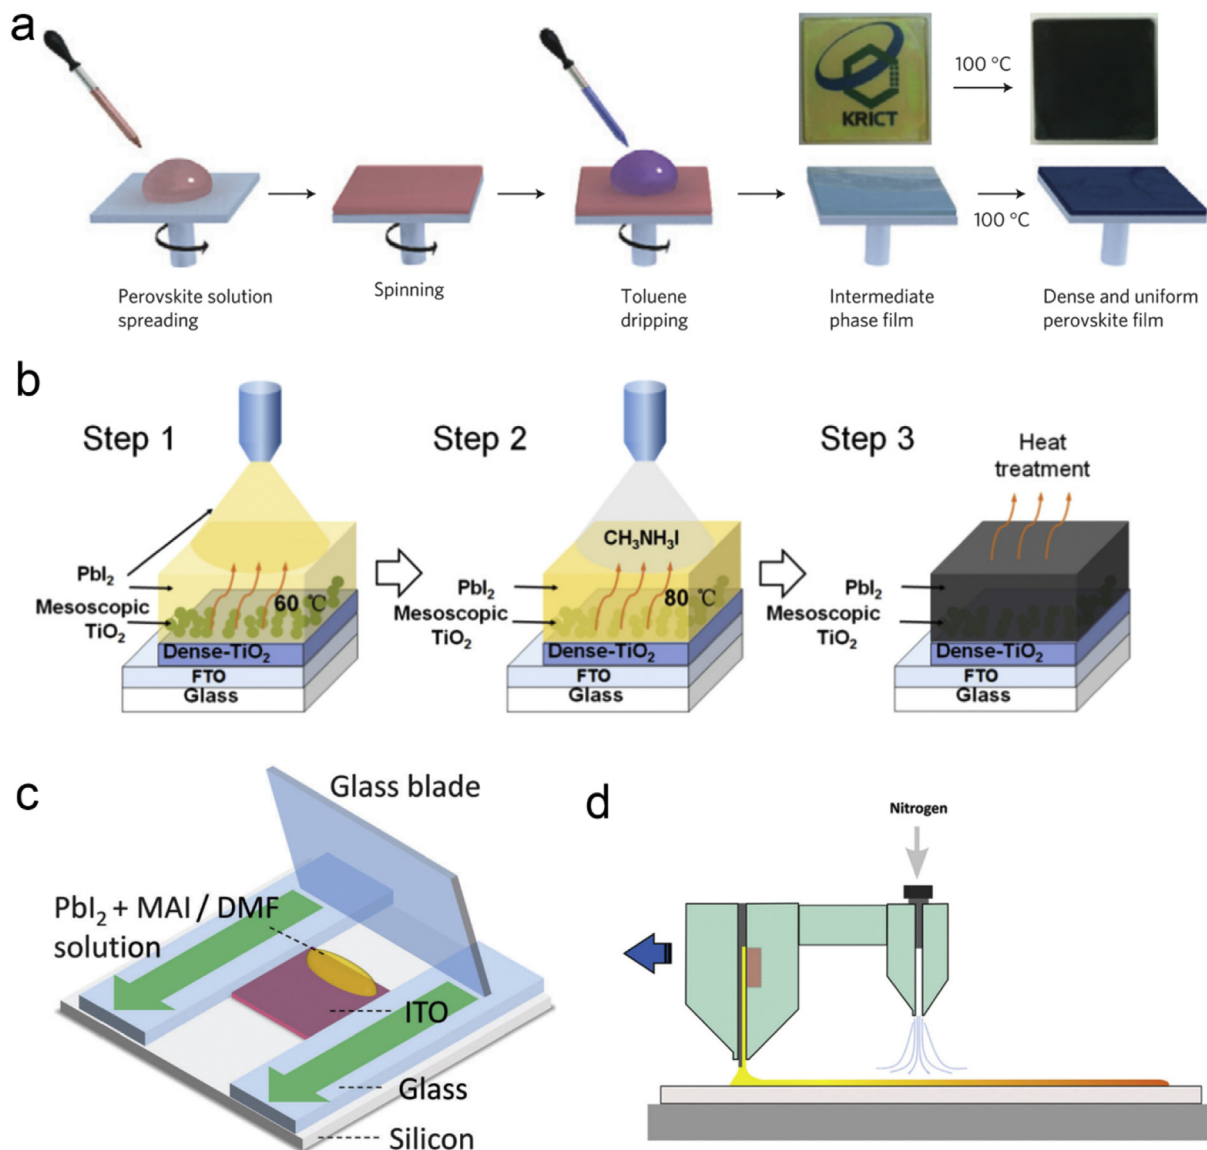 a
KRICT
100 °C
100 °C
Perovskite solution
spreading
Spinning
Toluene
dripping
Intermediate
phase film
Dense and uniform
perovskite film
b
Step 1
PbI₂
Mesoscopic
TiO₂
60 ℃
Dense-TiO₂
FTO
Glass
Step 2
CH₃NH₃I
PbI₂
Mesoscopic
TiO₂
80 ℃
Dense-TiO₂
FTO
Glass
Step 3
Heat
treatment
PbI₂
Mesoscopic
TiO₂
Dense-TiO₂
FTO
Glass
c
Glass blade
PbI₂ + MAI / DMF
solution
ITO
Glass
Silicon
d
Nitrogen